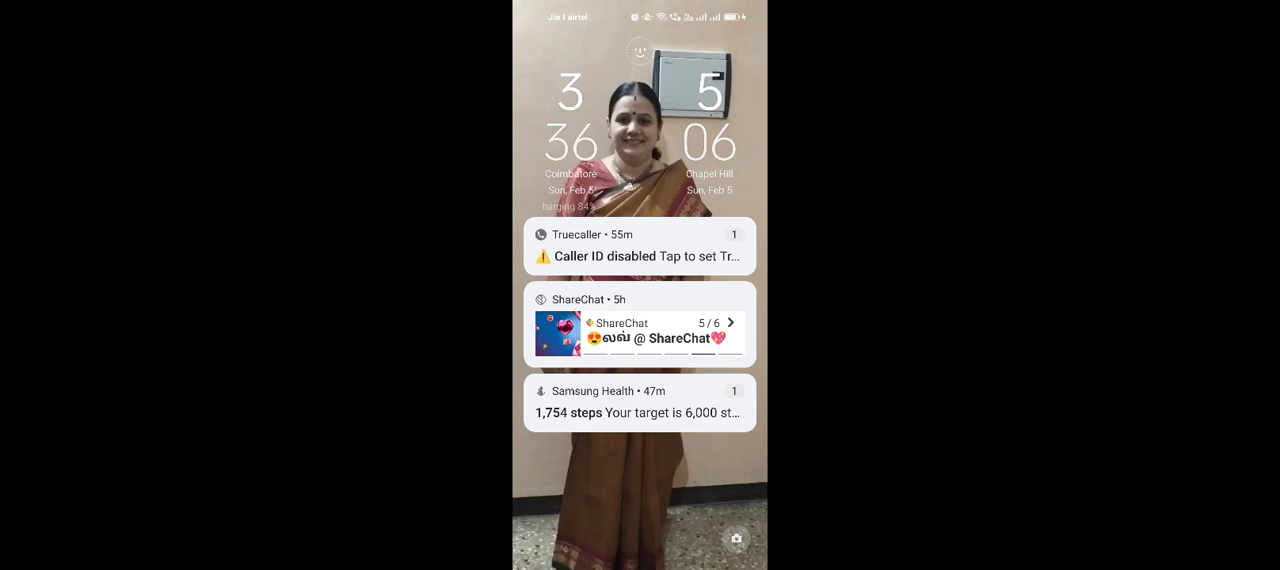 Jio | airtel
3
36
Coimbatore
Sun, Feb 5
harging 84%
5
06
Chapel Hill
Sun, Feb 5
Truecaller • 55m
1
⚠️ Caller ID disabled Tap to set Tr...
ShareChat • 5h
ShareChat
5 / 6
😍லவ் @ ShareChat💖
Samsung Health • 47m
1
1,754 steps Your target is 6,000 st...